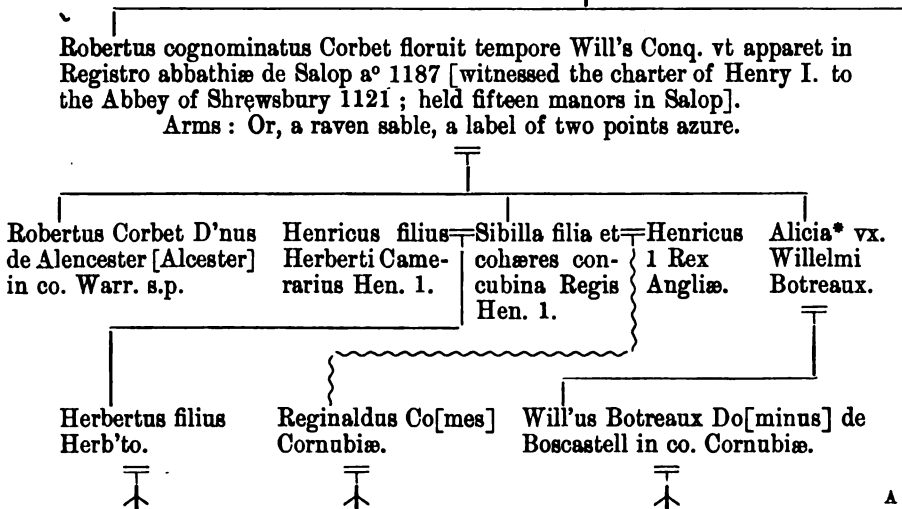 Robertus cognominatus Corbet floruit tempore Will's Conq. vt apparet in
Registro abbathiæ de Salop aº 1187 [witnessed the charter of Henry I. to
the Abbey of Shrewsbury 1121 ; held fifteen manors in Salop].
Arms : Or, a raven sable, a label of two points azure.
Robertus Corbet D'nus
de Alencester [Alcester]
in co. Warr. s.p.
Henricus filius
Herberti Came-
rarius Hen. 1.
Sibilla filia et
cohæres con-
cubina Regis
Hen. 1.
Henricus
1 Rex
Angliæ.
Alicia* vx.
Willelmi
Botreaux.
Herbertus filius
Herb'to.
Reginaldus Co[mes]
Cornubiæ.
Will'us Botreaux Do[minus] de
Boscastell in co. Cornubiæ.
A